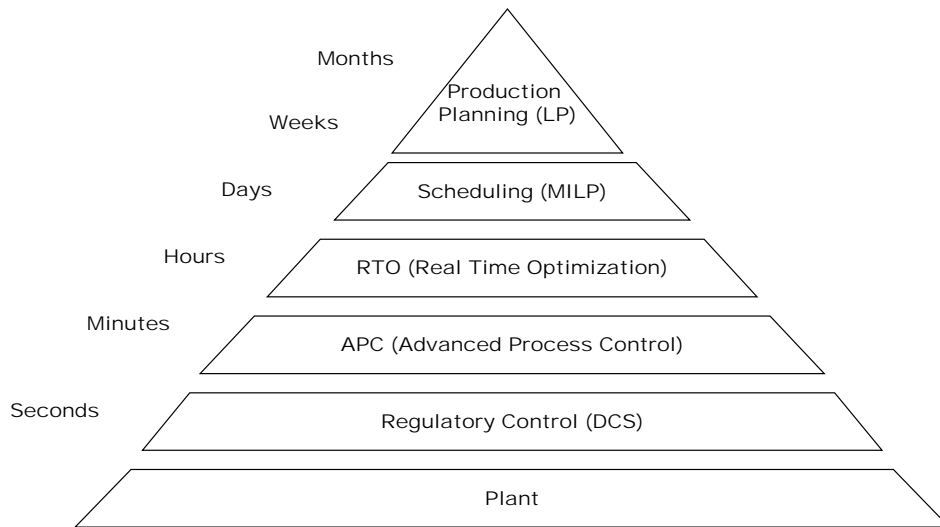 Months
Production
Planning (LP)
Weeks
Days
Scheduling (MILP)
Hours
RTO (Real Time Optimization)
Minutes
APC (Advanced Process Control)
Seconds
Regulatory Control (DCS)
Plant